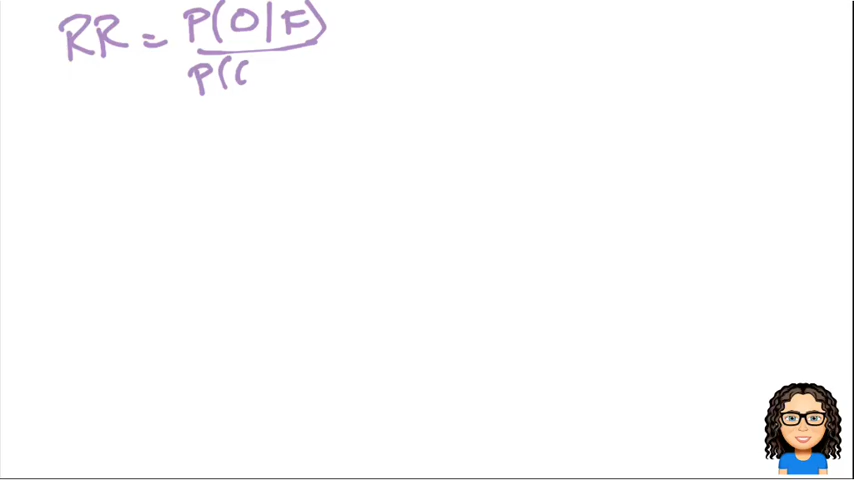 RR = P(O|F)
P(